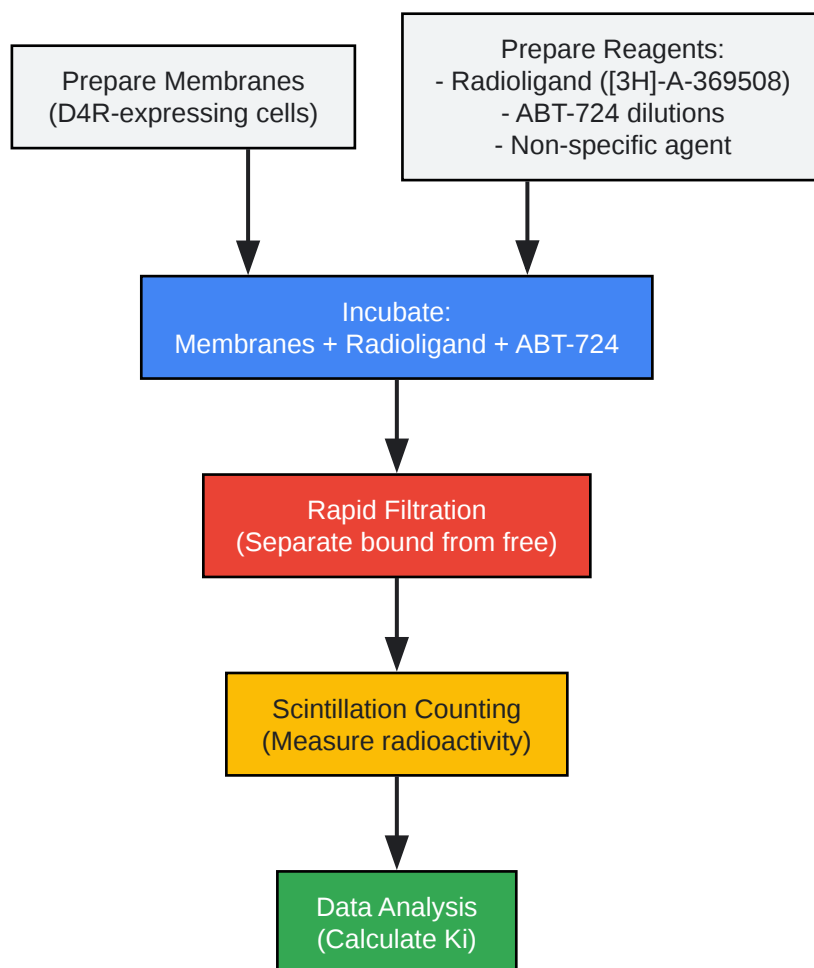 Prepare Membranes
(D4R-expressing cells)
Prepare Reagents:
- Radioligand ([3H]-A-369508)
- ABT-724 dilutions
- Non-specific agent
Incubate:
Membranes + Radioligand + ABT-724
Rapid Filtration
(Separate bound from free)
Scintillation Counting
(Measure radioactivity)
Data Analysis
(Calculate Ki)